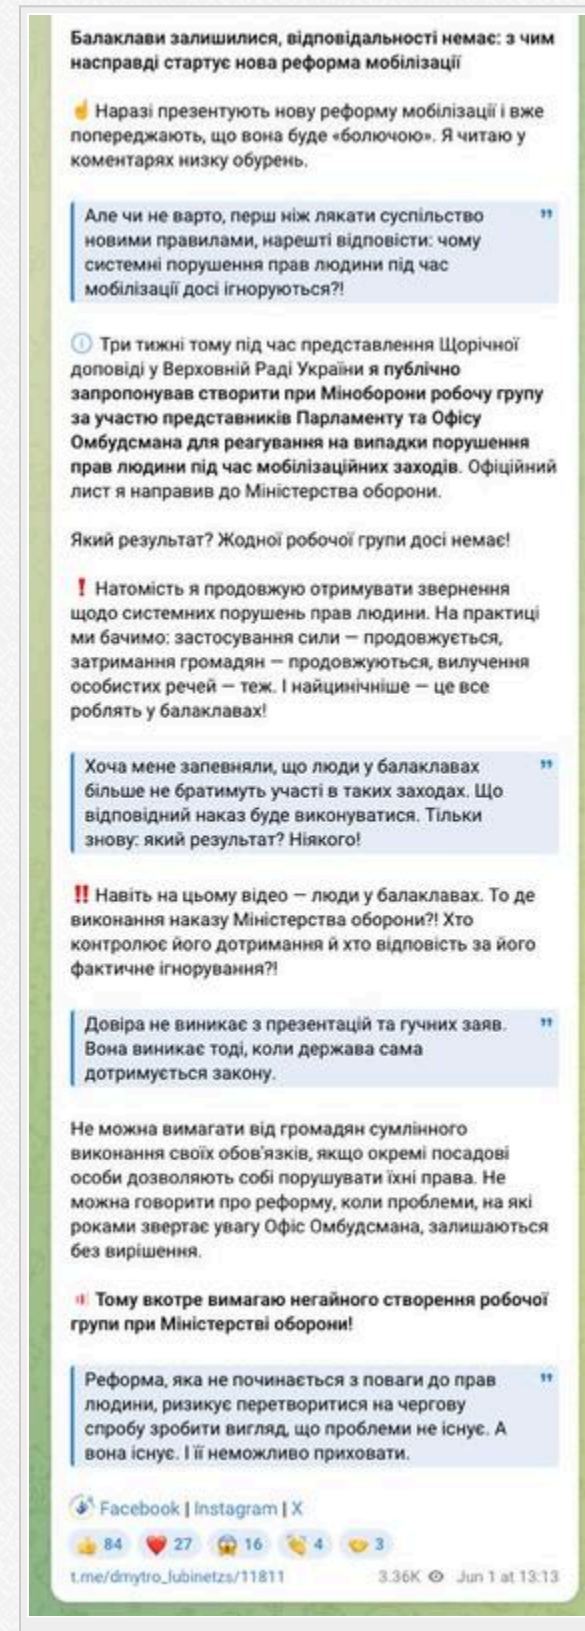 Балаклави залишилися, відповідальності немає: з чим
насправді стартує нова реформа мобілізації
☝️ Наразі презентують нову реформу мобілізації і вже
попереджають, що вона буде «болючою». Я читаю у
коментарях низку обурень.
Але чи не варто, перш ніж лякати суспільство
новими правилами, нарешті відповісти: чому
системні порушення прав людини під час
мобілізації досі ігноруються?!
Три тижні тому під час представлення Щорічної
доповіді у Верховній Раді України я публічно
запропонував створити при Міноборони робочу групу
за участю представників Парламенту та Офісу
Омбудсмана для реагування на випадки порушення
прав людини під час мобілізаційних заходів. Офіційний
лист я направив до Міністерства оборони.
Який результат? Жодної робочої групи досі немає!
❗ Натомість я продовжую отримувати звернення
щодо системних порушень прав людини. На практиці
ми бачимо: застосування сили — продовжується,
затримання громадян — продовжуються, вилучення
особистих речей — теж. І найцинічніше — це все
роблять у балаклавах!
Хоча мене запевняли, що люди у балаклавах
більше не братимуть участі в таких заходах. Що
відповідний наказ буде виконуватися. Тільки
знову: який результат? Ніякого!
‼️ Навіть на цьому відео — люди у балаклавах. То де
виконання наказу Міністерства оборони?! Хто
контролює його дотримання й хто відповість за його
фактичне ігнорування?!
Довіра не виникає з презентацій та гучних заяв.
Вона виникає тоді, коли держава сама
дотримується закону.
Не можна вимагати від громадян сумлінного
виконання своїх обов'язків, якщо окремі посадові
особи дозволяють собі порушувати їхні права. Не
можна говорити про реформу, коли проблеми, на які
роками звертає увагу Офіс Омбудсмана, залишаються
без вирішення.
Тому вкотре вимагаю негайного створення робочої
групи при Міністерстві оборони!
Реформа, яка не починається з поваги до прав
людини, ризикує перетворитися на чергову
спробу зробити вигляд, що проблеми не існує. А
вона існує. І її неможливо приховати.
Facebook | Instagram | X
👍 84 ❤️ 27 😱 16 👏 4 🤝 3
t.me/dmytro_lubinetzs/11811 3.36K Jun 1 at 13:13